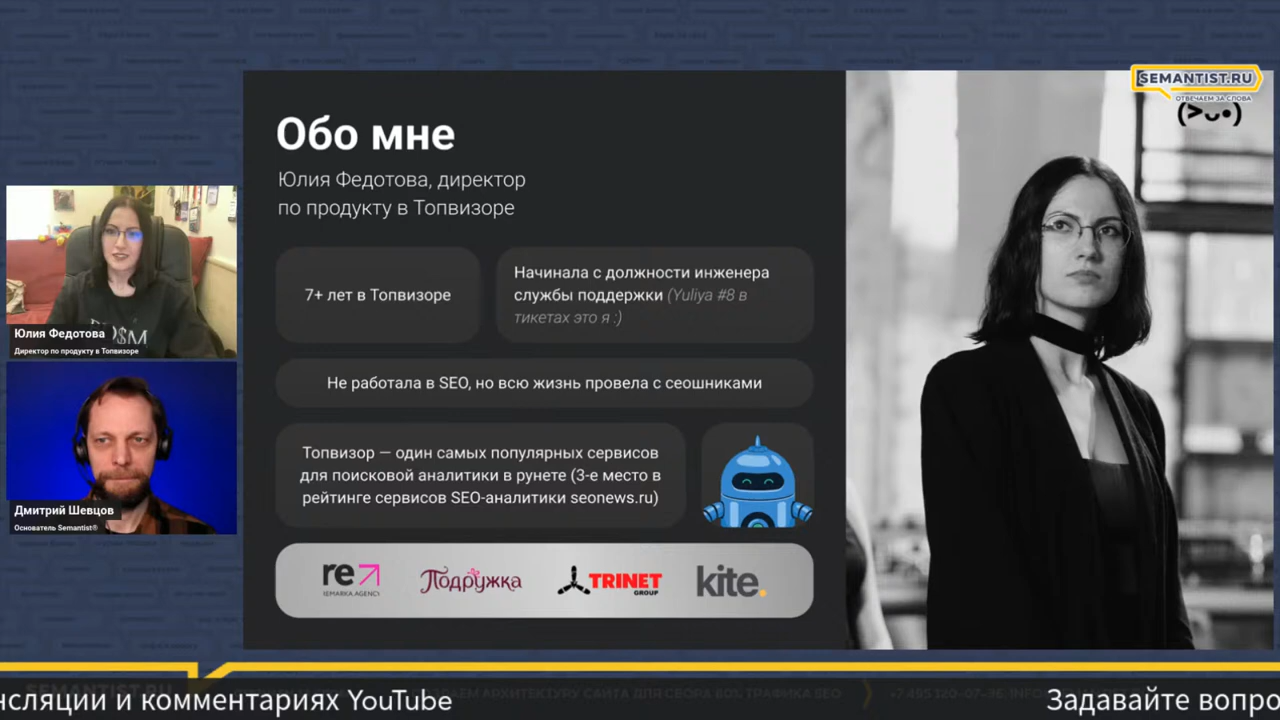 SEMANTIST.RU
ОТВЕЧАЕМ ЗА СЛОВА
(>ᴗ•)
Обо мне
Юлия Федотова, директор
по продукту в Топвизоре
7+ лет в Топвизоре
Начинала с должности инженера
службы поддержки (Yuliya #8 в
тикетах это я :)
Не работала в SEO, но всю жизнь провела с сеошниками
Топвизор — один самых популярных сервисов
для поисковой аналитики в рунете (3-е место в
рейтинге сервисов SEO-аналитики seonews.ru)
re
Подружка
TRINET
GROUP
kite.
Юлия Федотова
Директор по продукту в Топвизоре
Дмитрий Шевцов
Основатель Semantist®
нсляции и комментариях YouTube
Задавайте вопро